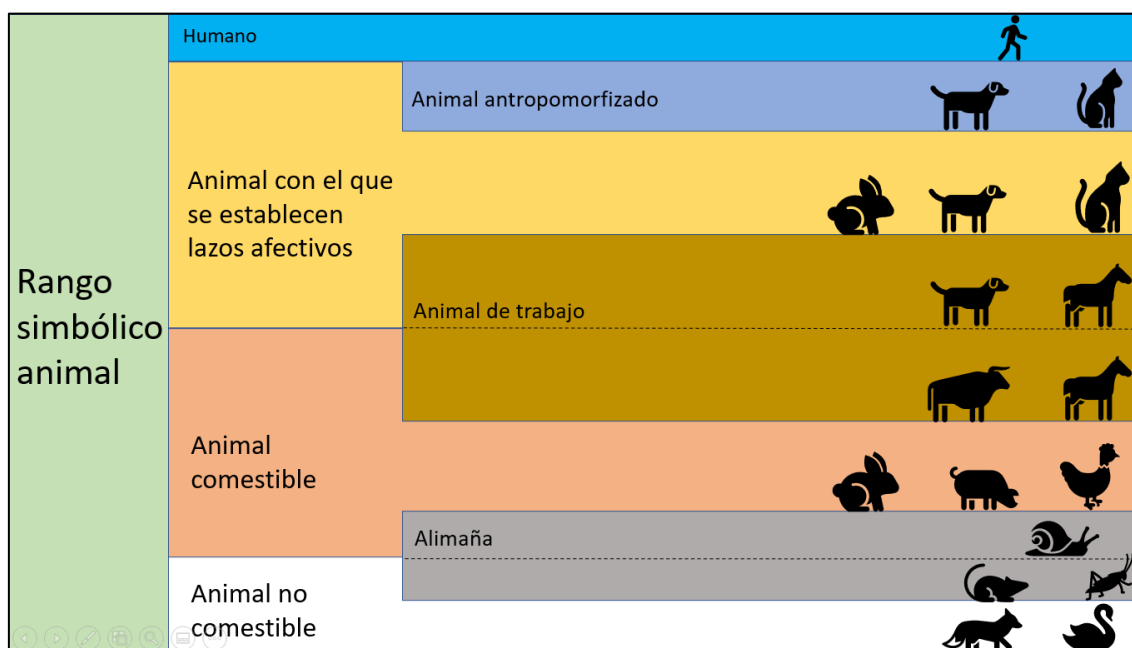 Humano
Animal antropomorfizado
Animal con el que
se establecen
lazos afectivos
Rango
simbólico
animal
Animal de trabajo
Animal
comestible
Alimaña
Animal no
comestible